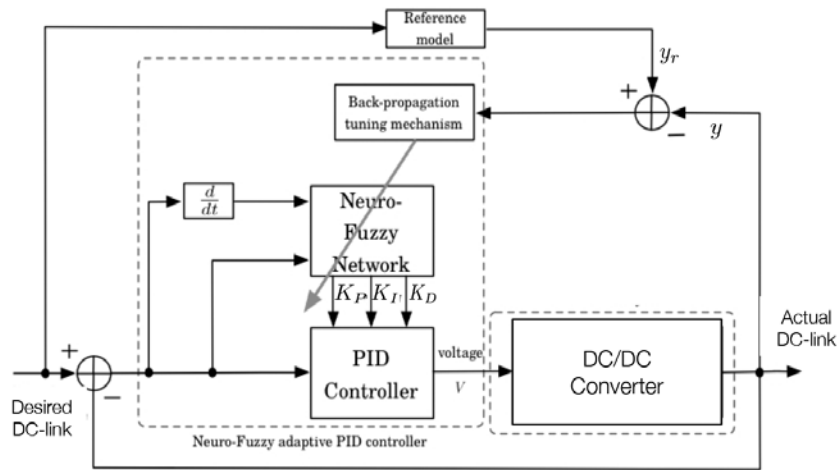 Reference
model
y_r
+
−
y
Back-propagation
tuning mechanism
d
dt
Neuro-
Fuzzy
Network
K_P K_I K_D
Actual
DC-link
+
−
PID
Controller
voltage
V
DC/DC
Converter
Desired
DC-link
Neuro-Fuzzy adaptive PID controller